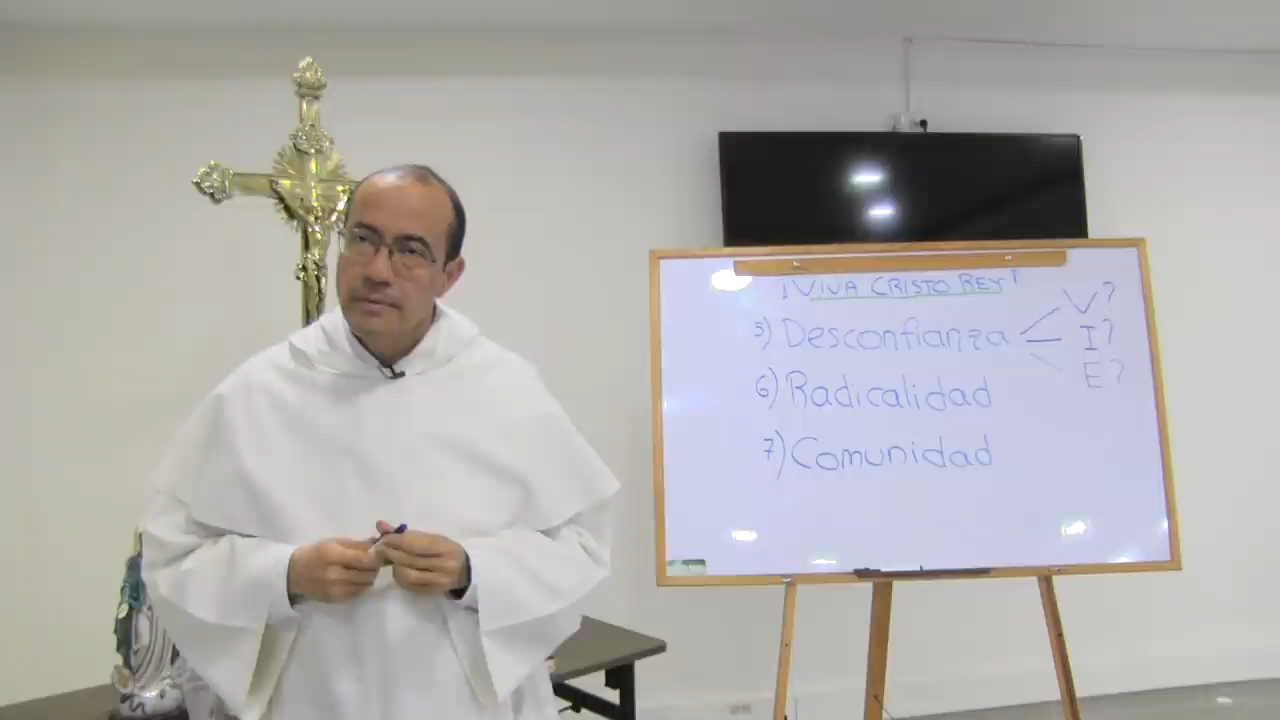 ¡VIVA CRISTO REY!
5) Desconfianza V?
I?
E?
6) Radicalidad
7) Comunidad